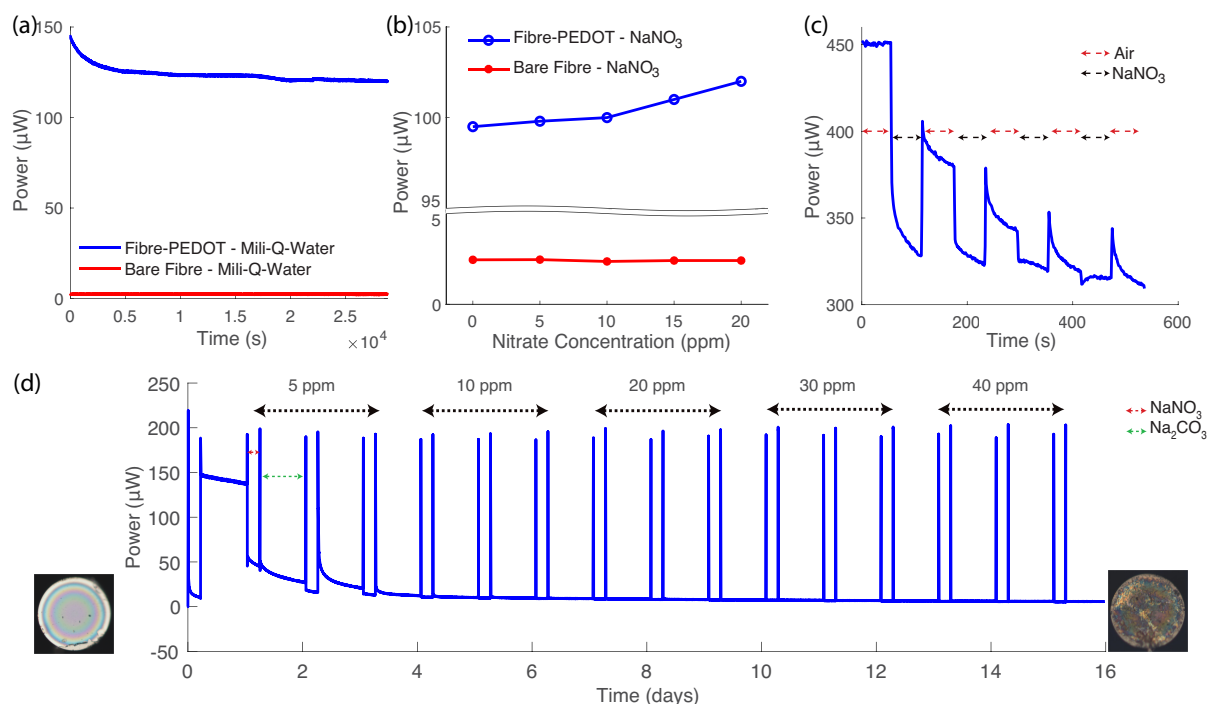 (a)
150
100
50
0
Power (µW)
Fibre-PEDOT - Mili-Q-Water
Bare Fibre - Mili-Q-Water
0 0.5 1 1.5 2 2.5
Time (s)
×10⁴
(b)
105
100
95
5
0
Power (µW)
Fibre-PEDOT - NaNO₃
Bare Fibre - NaNO₃
0 5 10 15 20
Nitrate Concentration (ppm)
(c)
450
400
350
300
Power (µW)
Air
NaNO₃
0 200 400 600
Time (s)
(d)
250
200
150
100
50
0
-50
Power (µW)
5 ppm 10 ppm 20 ppm 30 ppm 40 ppm
NaNO₃
Na₂CO₃
0 2 4 6 8 10 12 14 16
Time (days)